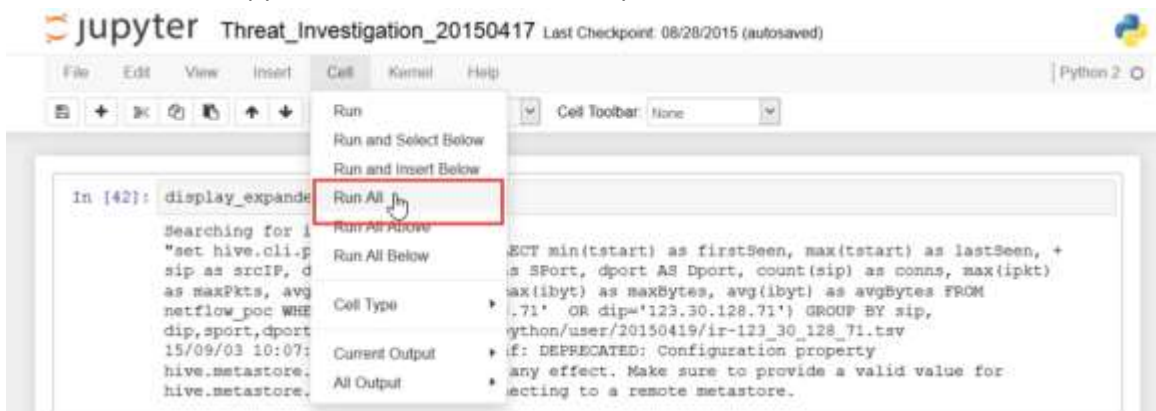 jupyter Threat_Investigation_20150417 Last Checkpoint: 08/28/2015 (autosaved)
File Edit View Insert Cell Kernel Help Python 2
Cell Toolbar: None
Run
Run and Select Below
Run and Insert Below
In [42]: display_expande Run All
Searching for i Run All Above
"set hive.cli.p ECT min(tstart) as firstSeen, max(tstart) as lastSeen, +
Run All Below
sip as srcIP, d s SPort, dport AS Dport, count(sip) as conns, max(ipkt)
as maxPkts, avg max(ibyt) as maxBytes, avg(ibyt) as avgBytes FROM
Cell Type
netflow_poc WHE .71' OR dip='123.30.128.71') GROUP BY sip,
dip,sport,dport ython/user/20150419/ir-123_30_128_71.tsv
15/09/03 10:07: Current Output f: DEPRECATED: Configuration property
hive.metastore. any effect. Make sure to provide a valid value for
All Output
hive.metastore. ecting to a remote metastore.